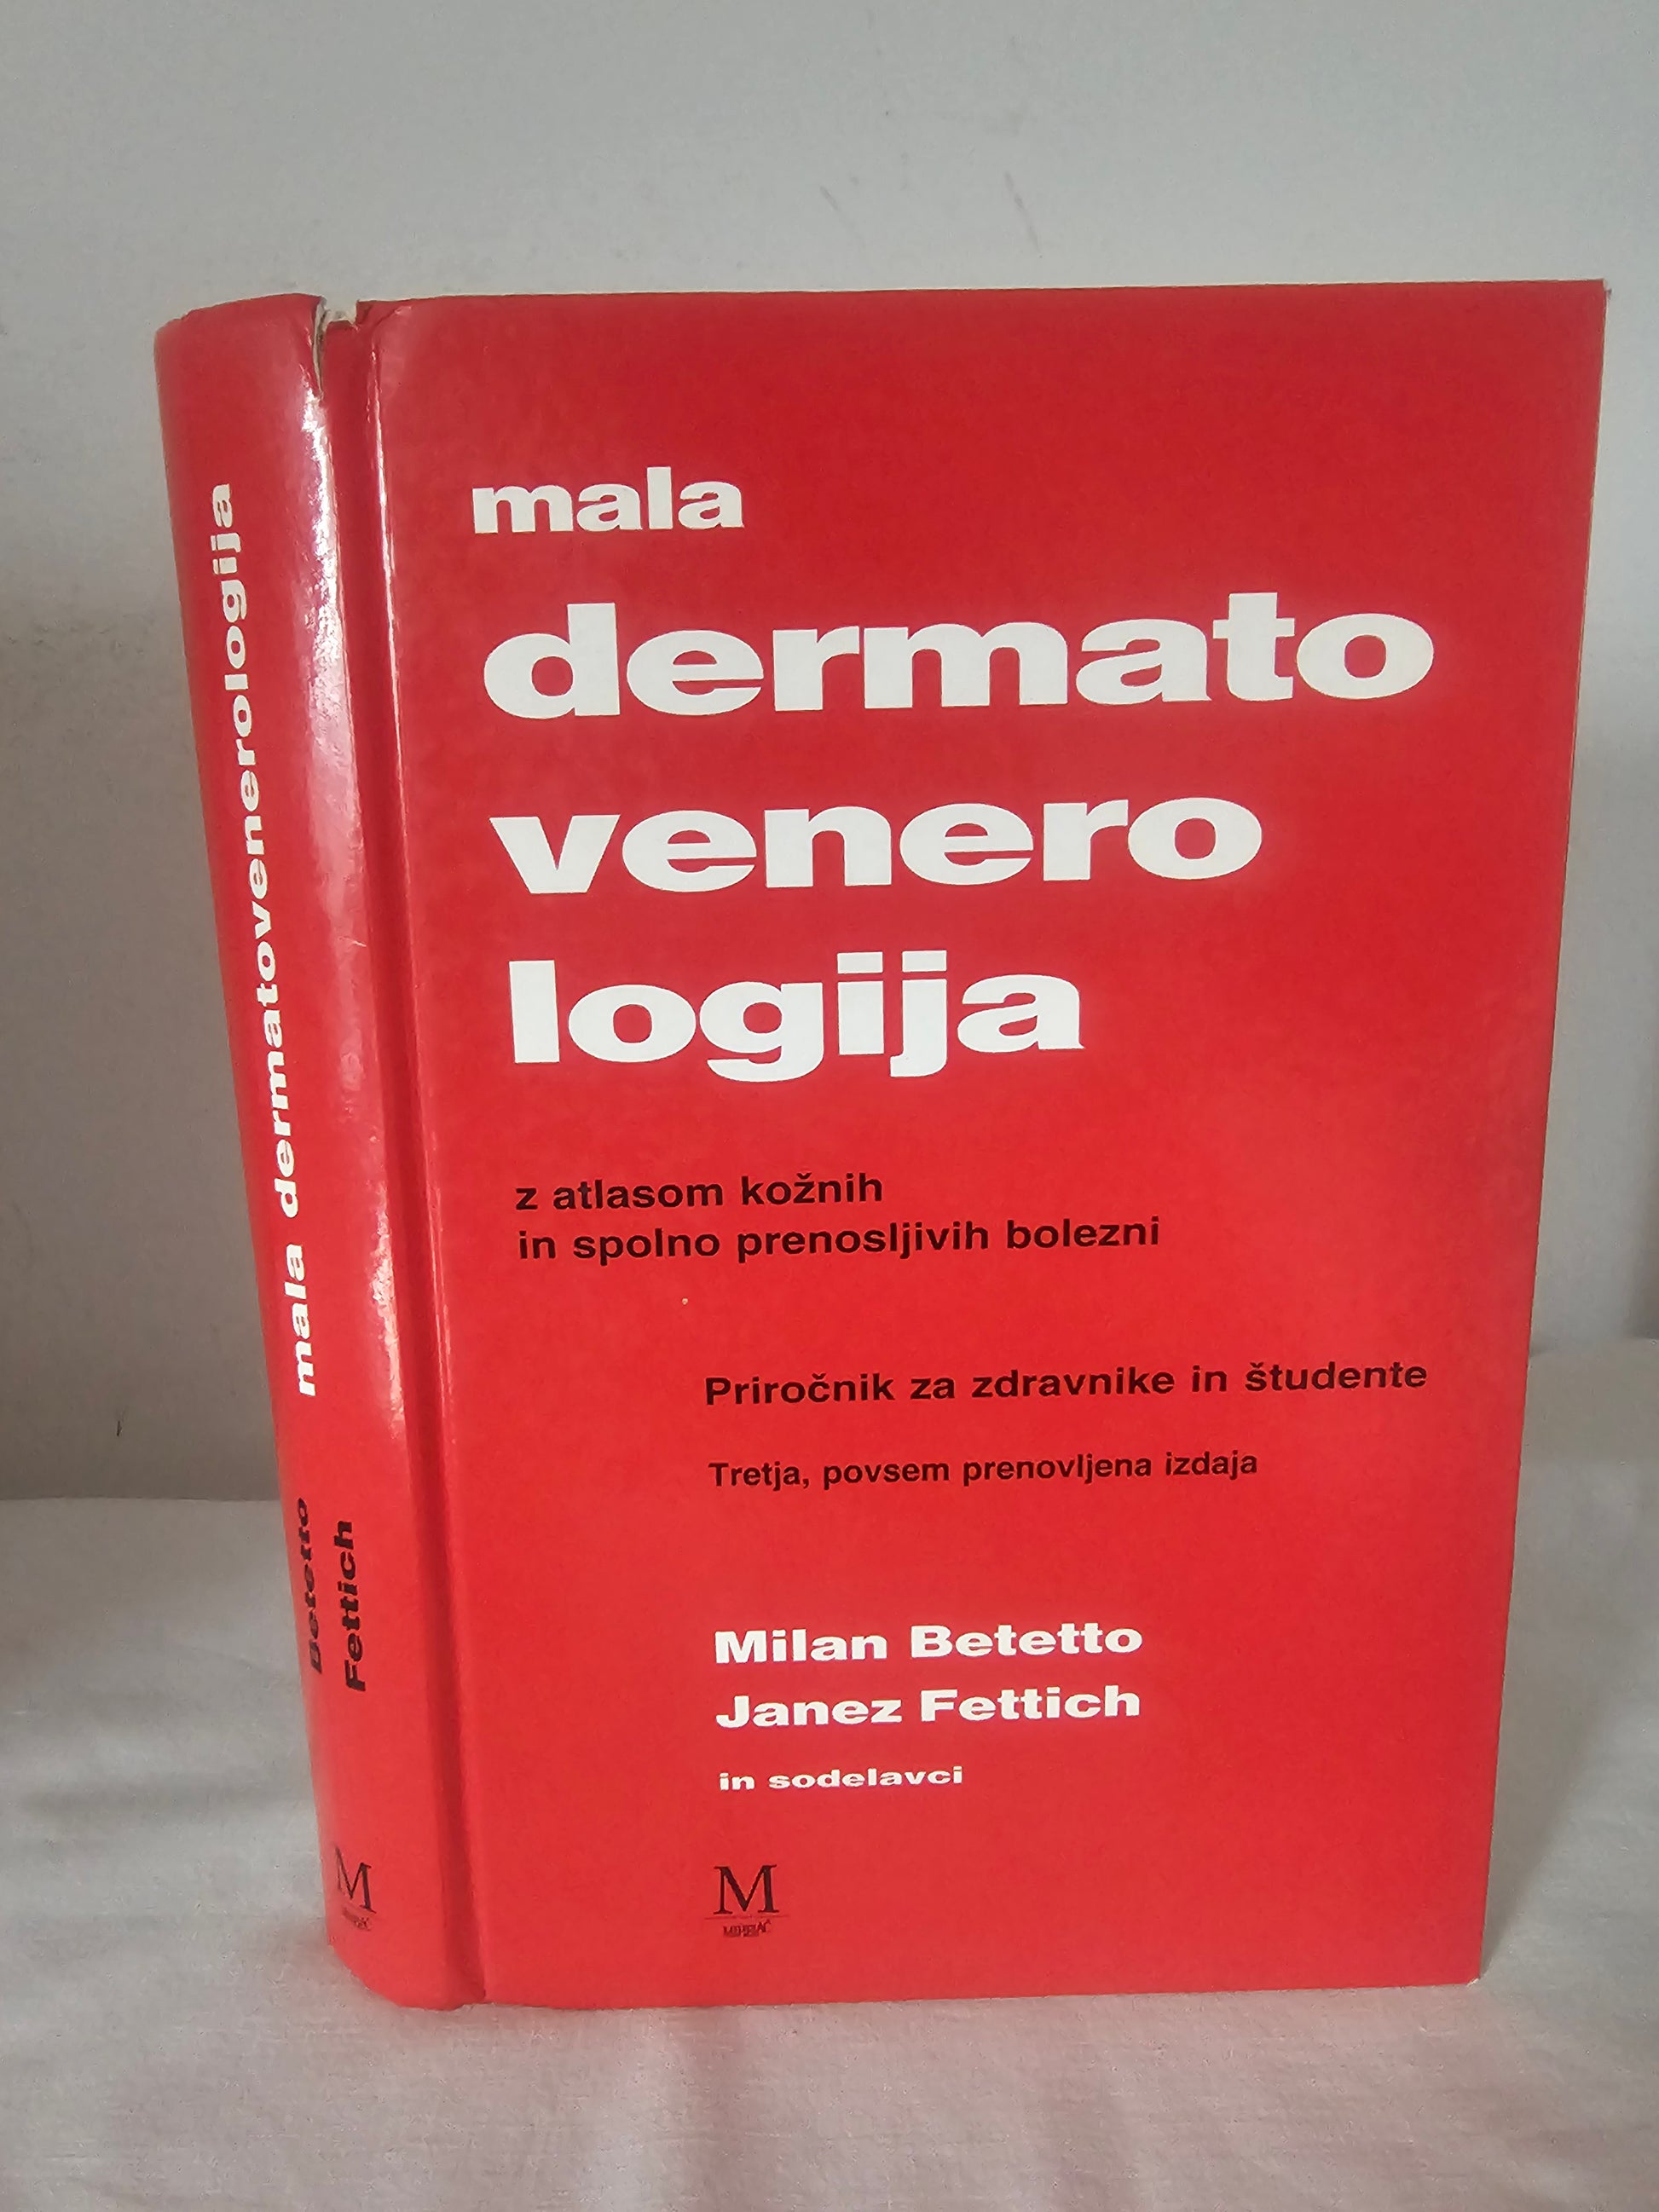 mala dermatovenerologija
Betetto
Fettich
M
mala
dermato
venero
logija
z atlasom kožnih
in spolno prenosljivih bolezni
Priročnik za zdravnike in študente
Tretja, povsem prenovljena izdaja
Milan Betetto
Janez Fettich
in sodelavci
M